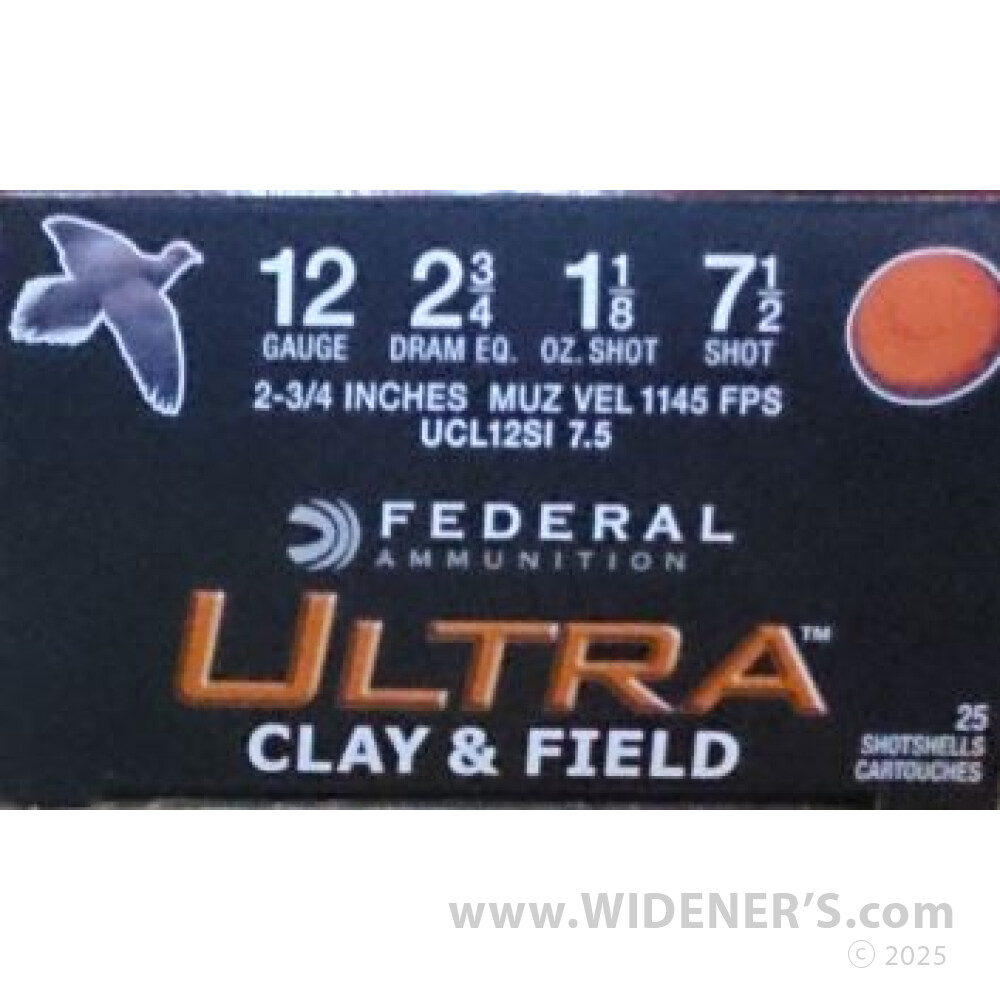 12 2 3/4 1 1/8 7 1/2
GAUGE DRAM EQ. OZ. SHOT SHOT
2-3/4 INCHES MUZ VEL 1145 FPS
UCL12SI 7.5
FEDERAL
AMMUNITION
ULTRA™
CLAY & FIELD
25
SHOTSHELLS
CARTOUCHES
www.WIDENER'S.com
© 2025